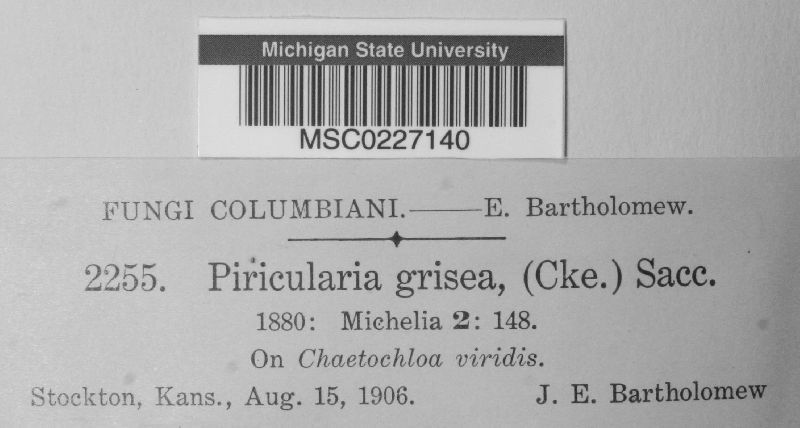 Michigan State University
MSC0227140
FUNGI COLUMBIANI.——E. Bartholomew.
2255. Piricularia grisea, (Cke.) Sacc.
1880: Michelia 2: 148.
On Chaetochloa viridis.
Stockton, Kans., Aug. 15, 1906. J. E. Bartholomew